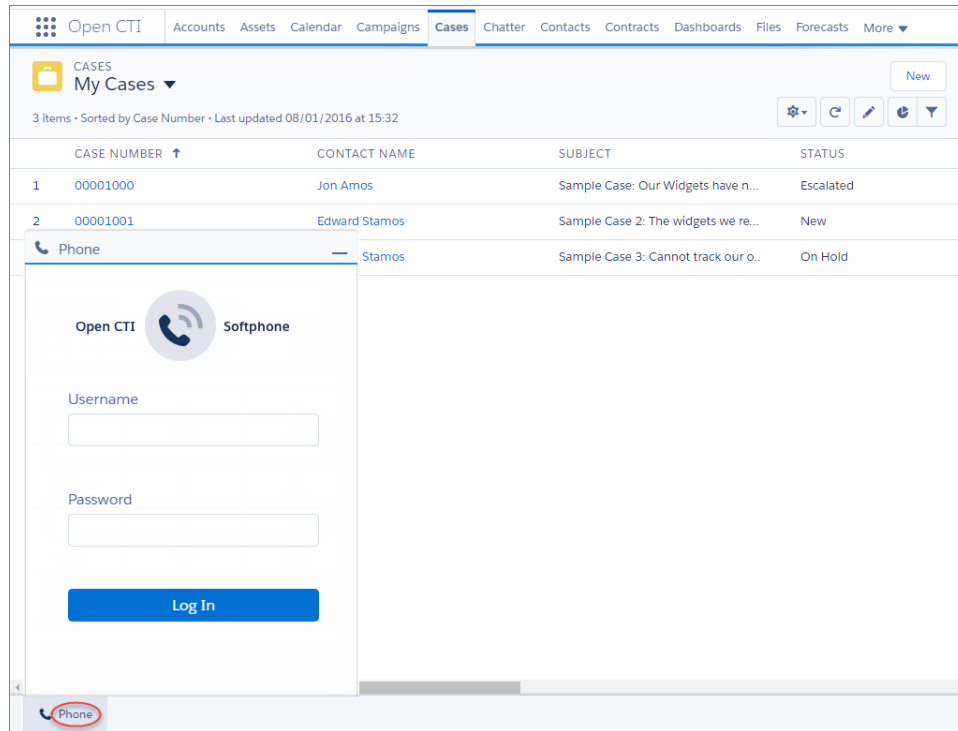 Open CTI Accounts Assets Calendar Campaigns Cases Chatter Contacts Contracts Dashboards Files Forecasts More
CASES
My Cases
New
3 items • Sorted by Case Number • Last updated 08/01/2016 at 15:32
CASE NUMBER CONTACT NAME SUBJECT STATUS
1 00001000 Jon Amos Sample Case: Our Widgets have n... Escalated
2 00001001 Edward Stamos Sample Case 2: The widgets we re... New
Stamos Sample Case 3: Cannot track our o.. On Hold
Phone
Open CTI Softphone
Username
Password
Log In
Phone